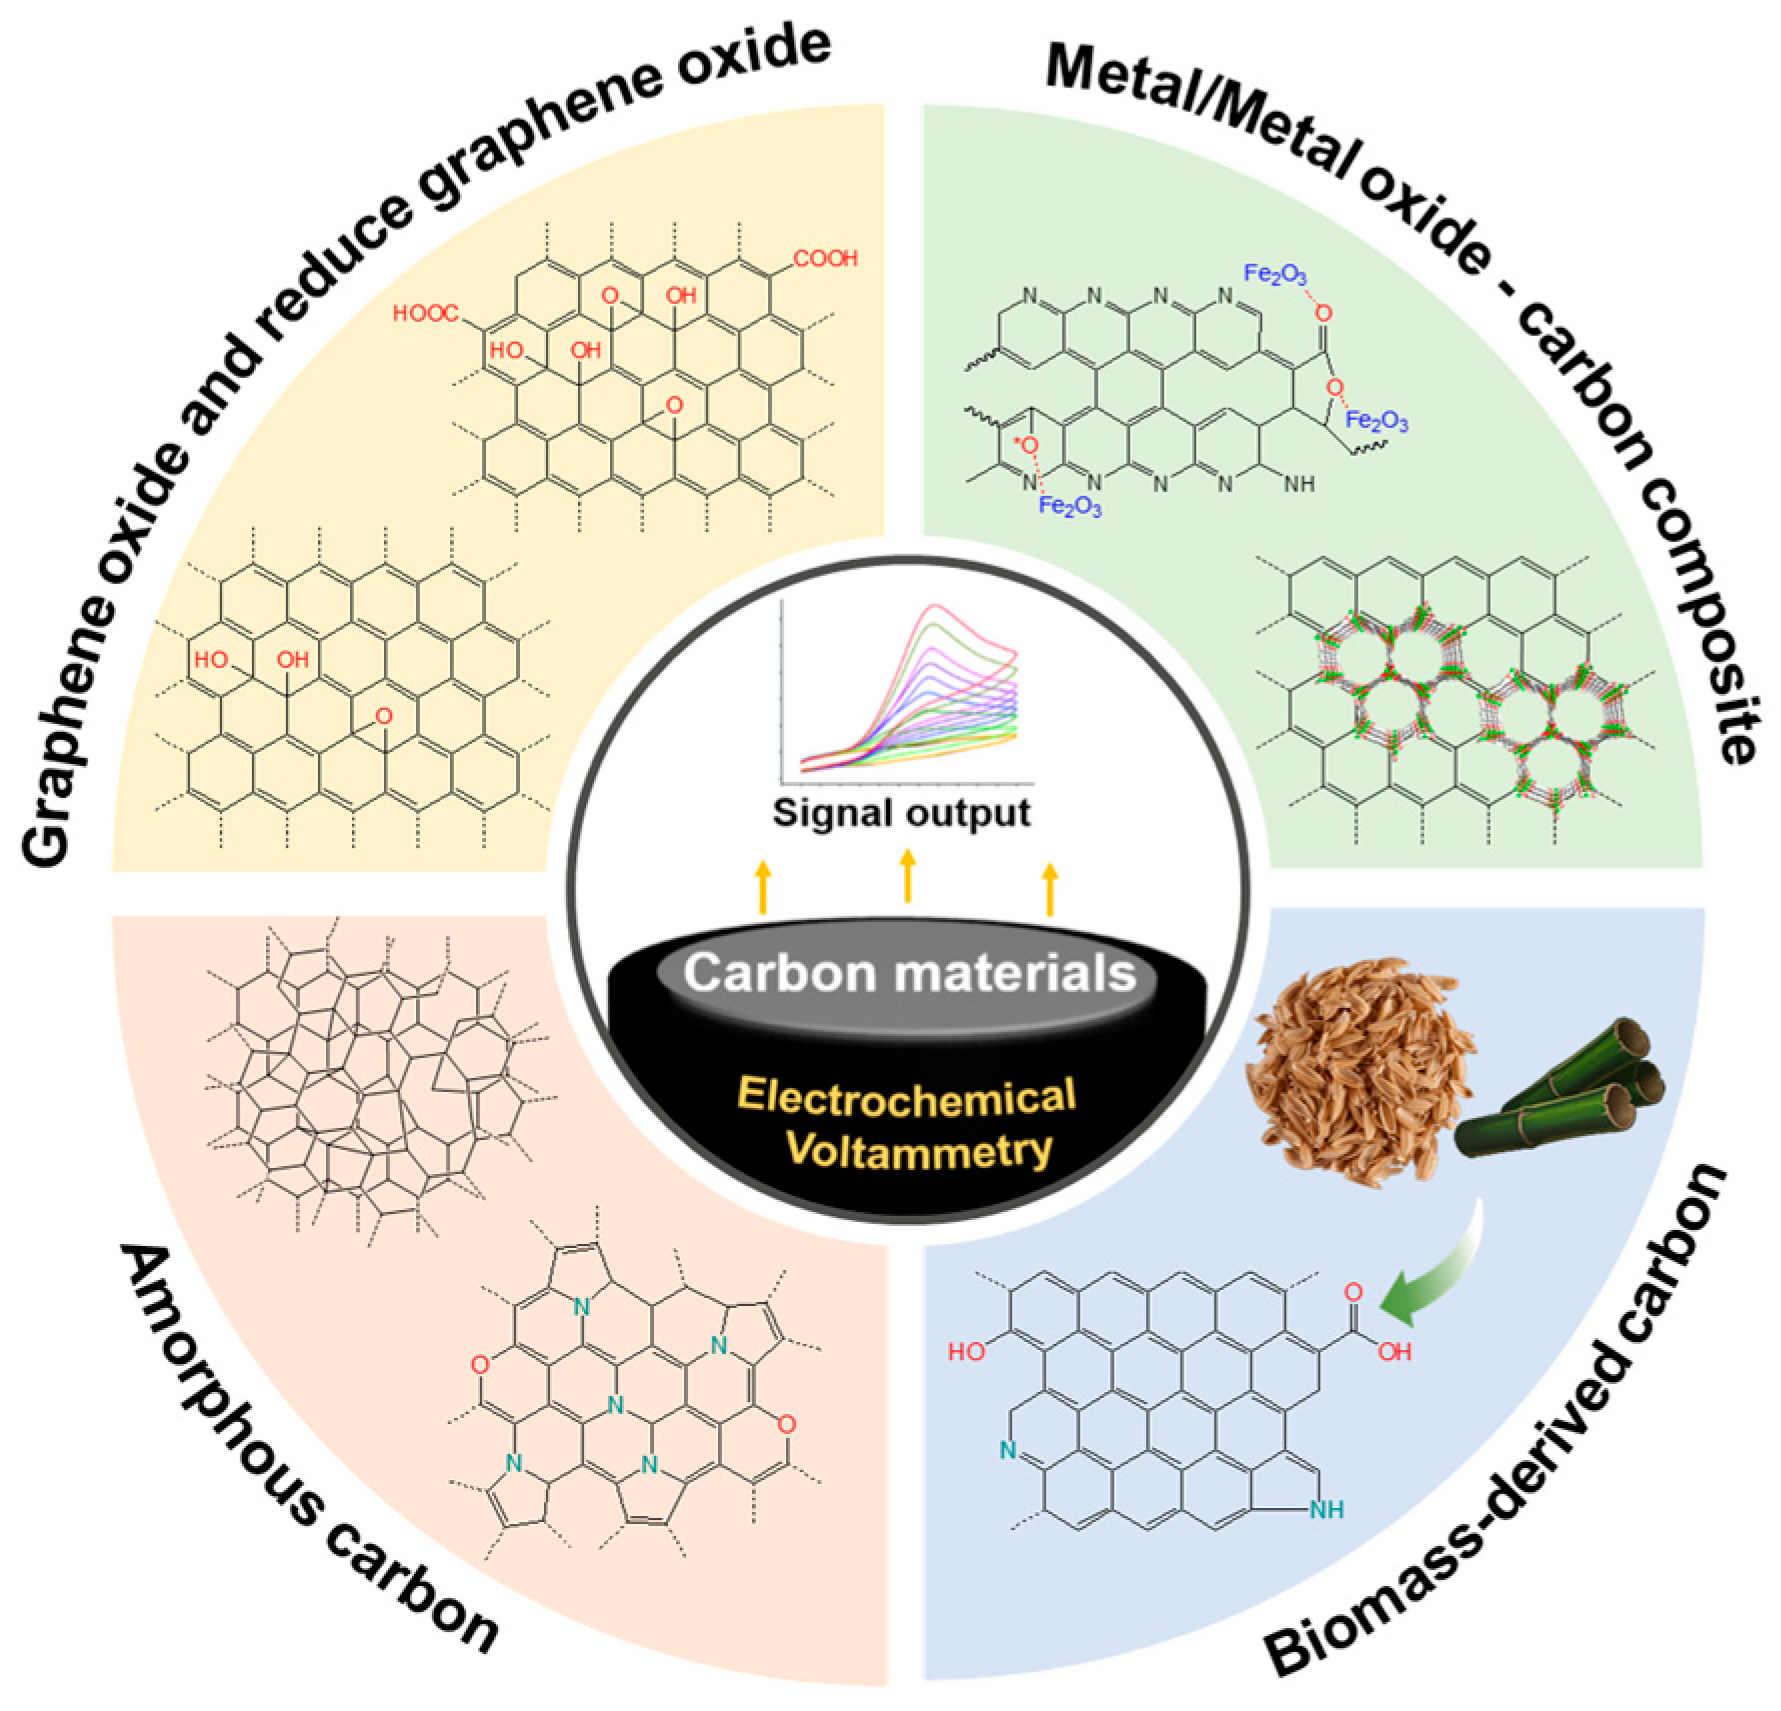 Graphene oxide and reduce graphene oxide
Metal/Metal oxide - carbon composite
COOH
HOOC
O
OH
HO
OH
O
HO
OH
O
Fe2O3
N
N
N
N
O
O
Fe2O3
*O
N
N
N
N
NH
Fe2O3
Signal output
Carbon materials
Electrochemical
Voltammetry
Amorphous carbon
N
N
O
N
O
N
N
Biomass-derived carbon
O
HO
OH
N
NH